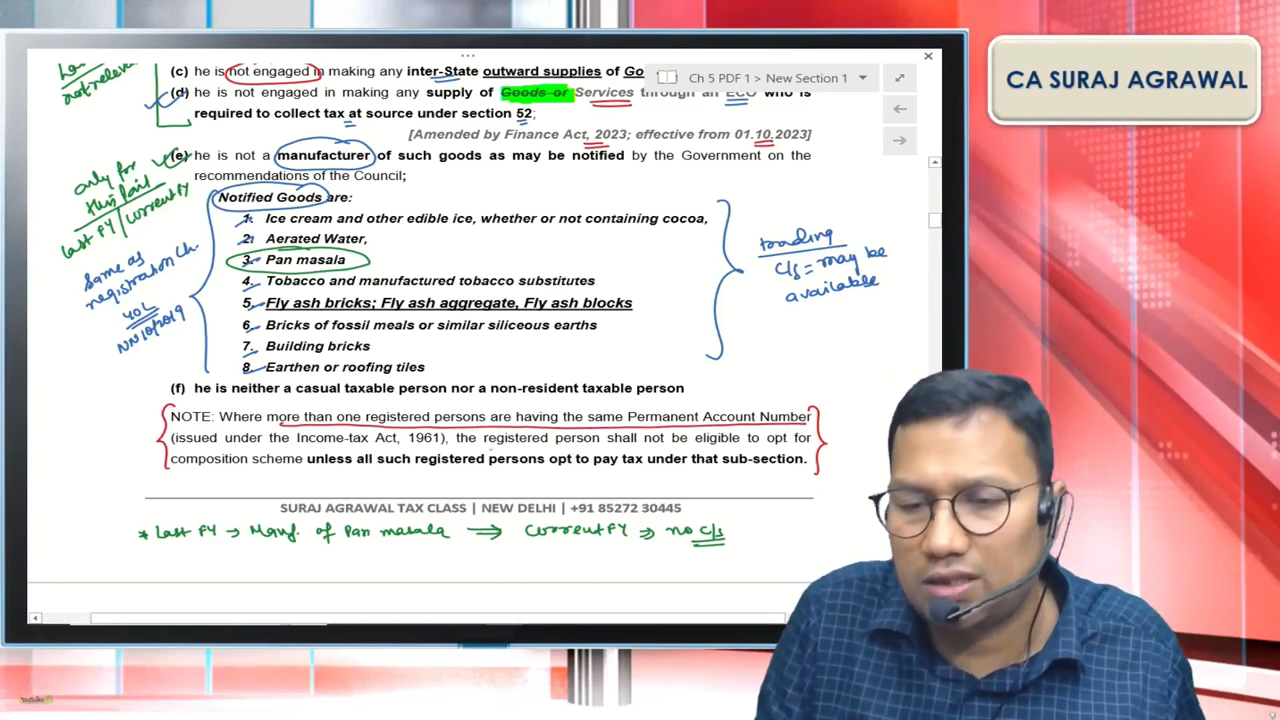 CA SURAJ AGRAWAL
Ch 5 PDF 1 > New Section 1
not relev
(c) he is not engaged in making any inter-State outward supplies of Go
(d) he is not engaged in making any supply of Goods or Services through an ECO who is
required to collect tax at source under section 52;
[Amended by Finance Act, 2023; effective from 01.10.2023]
(e) he is not a manufacturer of such goods as may be notified by the Government on the
recommendations of the Council;
only for
this part
last FY / current FY
Notified Goods are:
1. Ice cream and other edible ice, whether or not containing cocoa,
2. Aerated Water,
3. Pan masala
4. Tobacco and manufactured tobacco substitutes
5. Fly ash bricks; Fly ash aggregate, Fly ash blocks
6. Bricks of fossil meals or similar siliceous earths
7. Building bricks
8. Earthen or roofing tiles
Same as
registration Ch.
40L
NN 10/2019
trading
c/s = may be
available
(f) he is neither a casual taxable person nor a non-resident taxable person
NOTE: Where more than one registered persons are having the same Permanent Account Number
(issued under the Income-tax Act, 1961), the registered person shall not be eligible to opt for
composition scheme unless all such registered persons opt to pay tax under that sub-section.
SURAJ AGRAWAL TAX CLASS | NEW DELHI | +91 85272 30445
* Last FY → Manf. of Pan masala ⟹ Current FY ⇒ no c/s